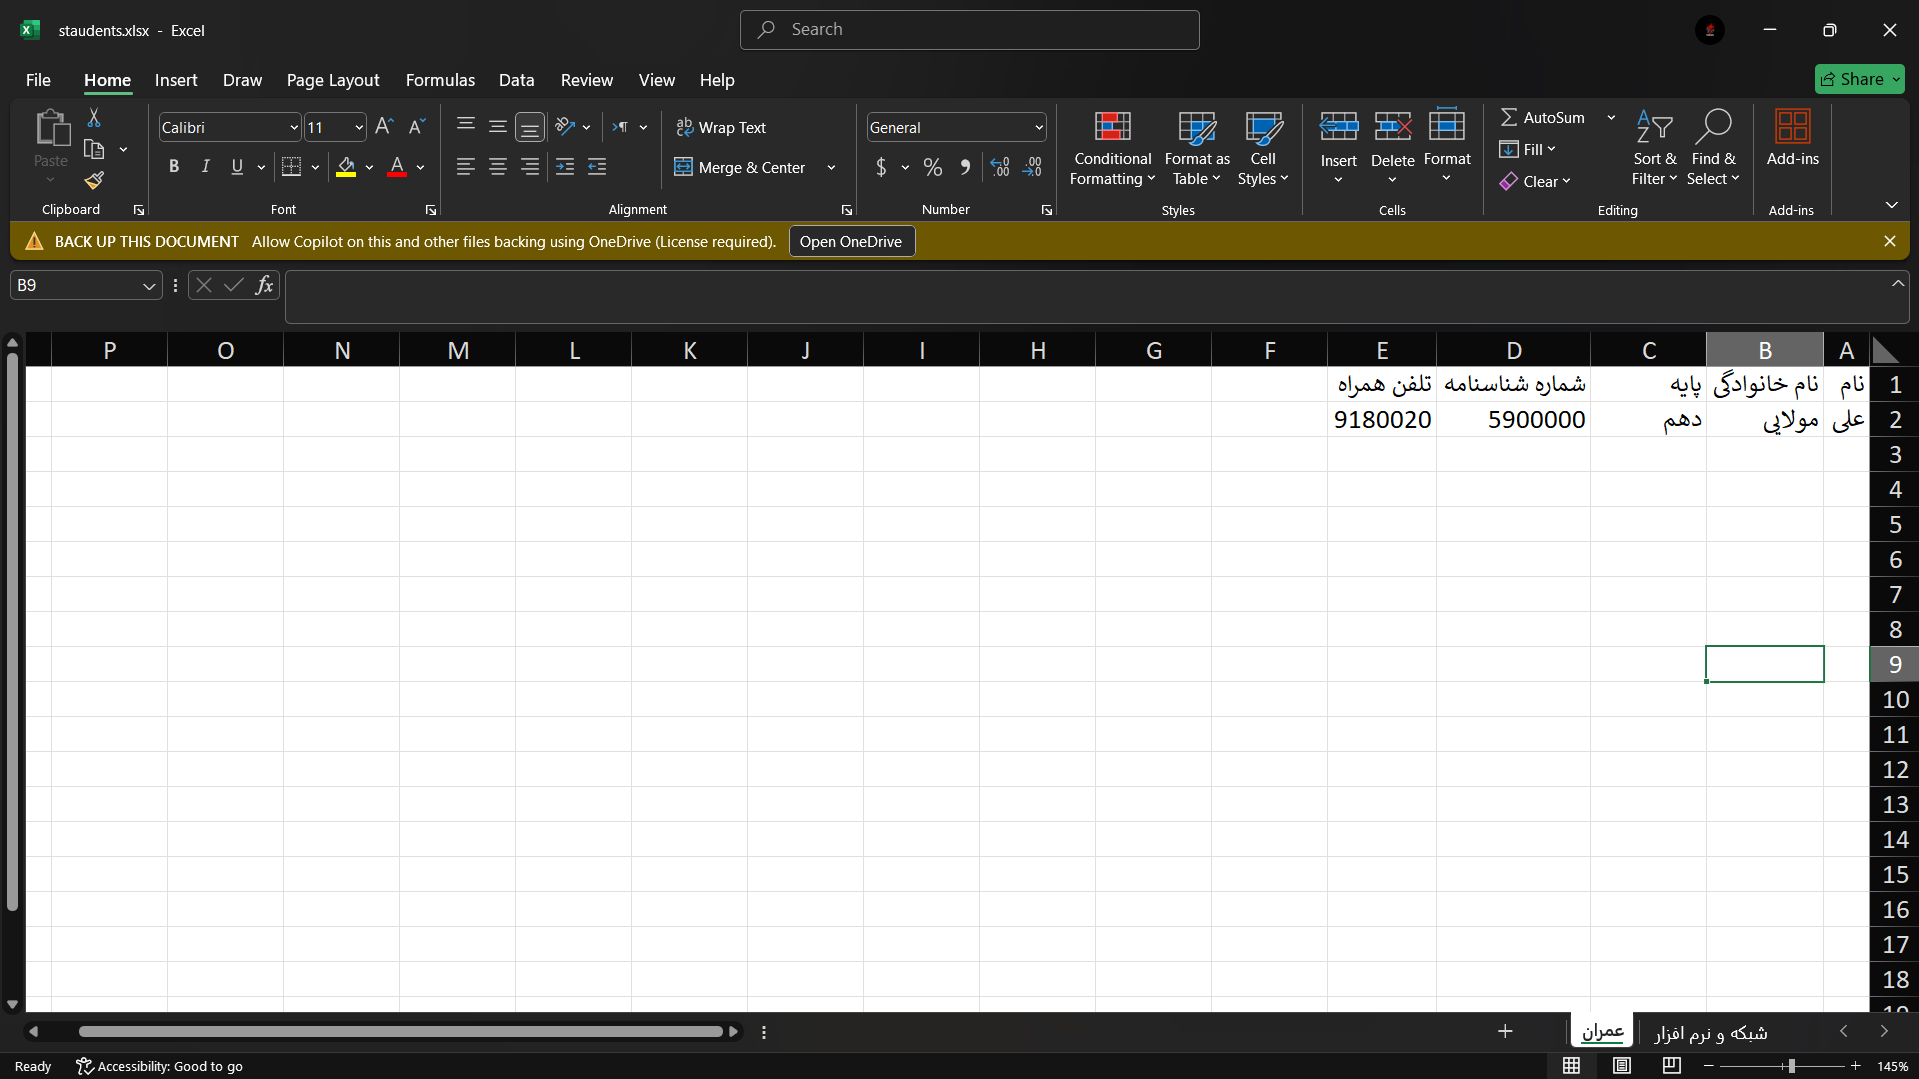 staudents.xlsx - Excel
Search
File Home Insert Draw Page Layout Formulas Data Review View Help
Share
Paste
Clipboard
Calibri 11
B I U
Font
Wrap Text
Merge & Center
Alignment
General
$ % 9 .00
Number
Conditional Formatting
Format as Table
Cell Styles
Styles
Insert
Delete
Format
Cells
AutoSum
Fill
Clear
Sort & Filter
Find & Select
Editing
Add-ins
Add-ins
BACK UP THIS DOCUMENT Allow Copilot on this and other files backing using OneDrive (License required). Open OneDrive
B9
fx
P O N M L K J I H G F E D C B A
نام نام خانوادگی پایه شماره شناسنامه تلفن همراه 1
علی مولایی دهم 5900000 9180020 2
3
4
5
6
7
8
9
10
11
12
13
14
15
16
17
18
شبکه و نرم افزار عمران
Ready Accessibility: Good to go
145%